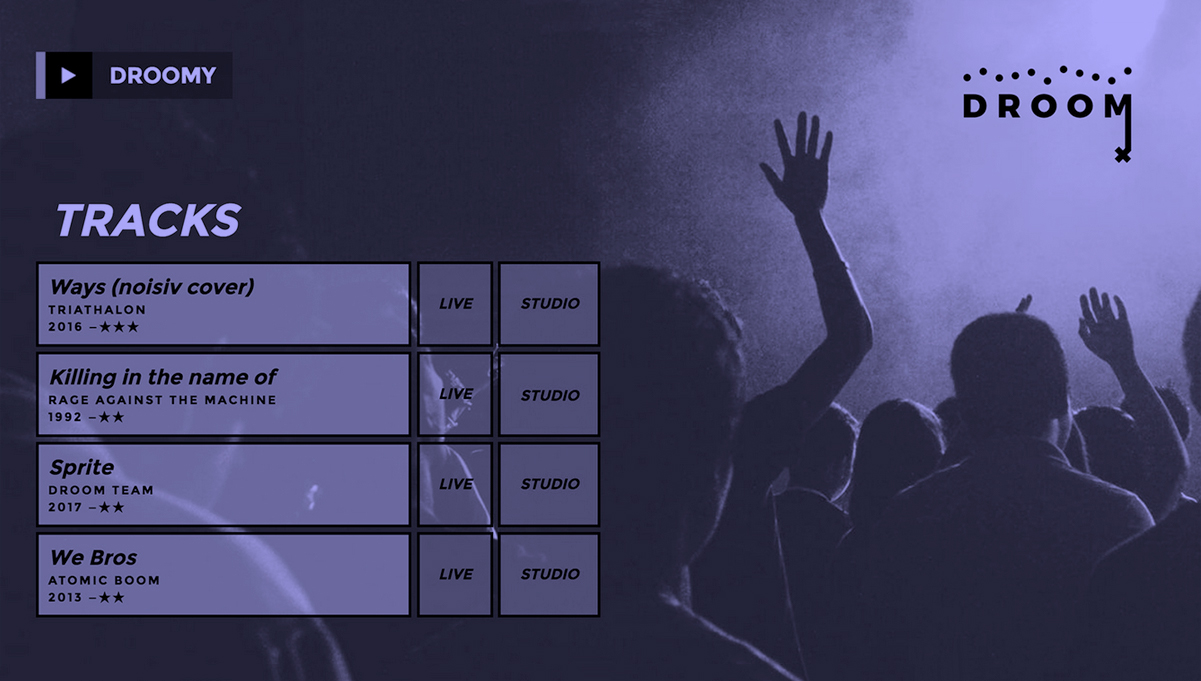 DROOMY
DROOM
TRACKS
Ways (noisiv cover)
TRIATHALON
2016 –★★★
LIVE
STUDIO
Killing in the name of
RAGE AGAINST THE MACHINE
1992 –★★
LIVE
STUDIO
Sprite
DROOM TEAM
2017 –★★
LIVE
STUDIO
We Bros
ATOMIC BOOM
2013 –★★
LIVE
STUDIO